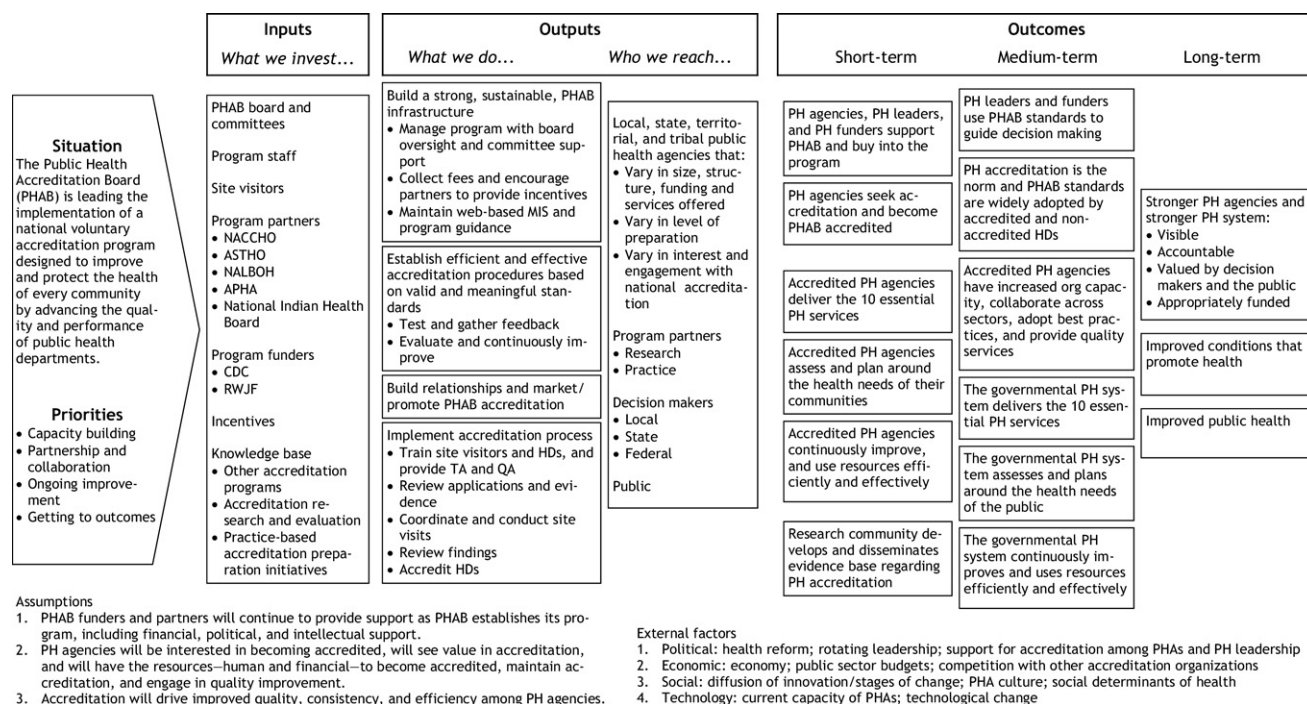 Inputs
What we invest...
Outputs
What we do...
Who we reach...
Outcomes
Short-term
Medium-term
Long-term
Situation
The Public Health
Accreditation Board
(PHAB) is leading the
implementation of a
national voluntary
accreditation program
designed to improve
and protect the health
of every community
by advancing the qual-
ity and performance
of public health
departments.
Priorities
• Capacity building
• Partnership and
collaboration
• Ongoing improve-
ment
• Getting to outcomes
PHAB board and
committees
Program staff
Site visitors
Program partners
• NACCHO
• ASTHO
• NALBOH
• APHA
• National Indian Health
Board
Program funders
• CDC
• RWJF
Incentives
Knowledge base
• Other accreditation
programs
• Accreditation re-
search and evaluation
• Practice-based
accreditation prepa-
ration initiatives
Build a strong, sustainable, PHAB
infrastructure
• Manage program with board
oversight and committee sup-
port
• Collect fees and encourage
partners to provide incentives
• Maintain web-based MIS and
program guidance
Establish efficient and effective
accreditation procedures based
on valid and meaningful stan-
dards
• Test and gather feedback
• Evaluate and continuously im-
prove
Build relationships and market/
promote PHAB accreditation
Implement accreditation process
• Train site visitors and HDs, and
provide TA and QA
• Review applications and evi-
dence
• Coordinate and conduct site
visits
• Review findings
• Accredit HDs
Local, state, territor-
ial, and tribal public
health agencies that:
• Vary in size, struc-
ture, funding and
services offered
• Vary in level of
preparation
• Vary in interest and
engagement with
national accredita-
tion
Program partners
• Research
• Practice
Decision makers
• Local
• State
• Federal
Public
PH agencies, PH leaders,
and PH funders support
PHAB and buy into the
program
PH agencies seek ac-
creditation and become
PHAB accredited
Accredited PH agencies
deliver the 10 essential
PH services
Accredited PH agencies
assess and plan around
the health needs of their
communities
Accredited PH agencies
continuously improve,
and use resources effi-
ciently and effectively
Research community de-
velops and disseminates
evidence base regarding
PH accreditation
PH leaders and funders
use PHAB standards to
guide decision making
PH accreditation is the
norm and PHAB standards
are widely adopted by
accredited and non-
accredited HDs
Accredited PH agencies
have increased org capac-
ity, collaborate across
sectors, adopt best prac-
tices, and provide quality
services
The governmental PH sys-
tem delivers the 10 essen-
tial PH services
The governmental PH sys-
tem assesses and plans
around the health needs
of the public
The governmental PH
system continuously im-
proves and uses resources
efficiently and effectively
Stronger PH agencies and
stronger PH system:
• Visible
• Accountable
• Valued by decision
makers and the public
• Appropriately funded
Improved conditions that
promote health
Improved public health
Assumptions
1. PHAB funders and partners will continue to provide support as PHAB establishes its pro-
gram, including financial, political, and intellectual support.
2. PH agencies will be interested in becoming accredited, will see value in accreditation,
and will have the resources—human and financial—to become accredited, maintain ac-
creditation, and engage in quality improvement.
3. Accreditation will drive improved quality, consistency, and efficiency among PH agencies.
External factors
1. Political: health reform; rotating leadership; support for accreditation among PHAs and PH leadership
2. Economic: economy; public sector budgets; competition with other accreditation organizations
3. Social: diffusion of innovation/stages of change; PHA culture; social determinants of health
4. Technology: current capacity of PHAs; technological change